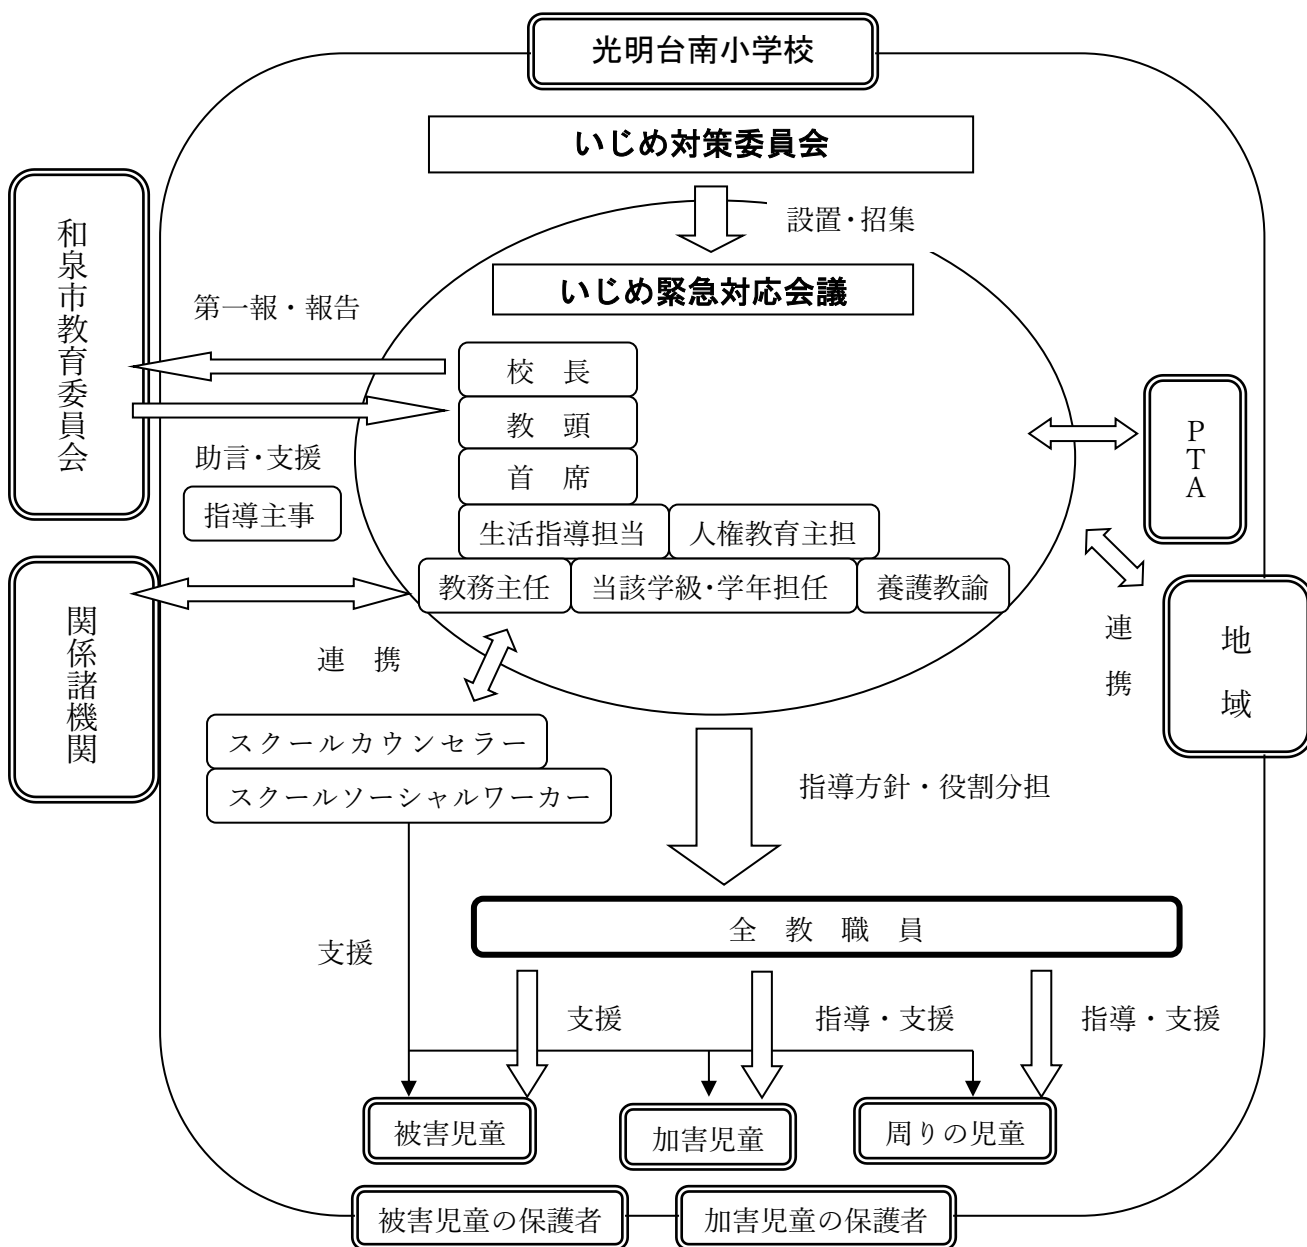 光明台南小学校
いじめ対策委員会
設置・招集
いじめ緊急対応会議
和泉市教育委員会
第一報・報告
助言・支援
指導主事
校　長
教　頭
首　席
生活指導担当
人権教育主担
教務主任
当該学級・学年担任
養護教諭
PTA
関係諸機関
連　携
連携
地域
スクールカウンセラー
スクールソーシャルワーカー
指導方針・役割分担
全　教　職　員
支援
支援
指導・支援
指導・支援
被害児童
加害児童
周りの児童
被害児童の保護者
加害児童の保護者